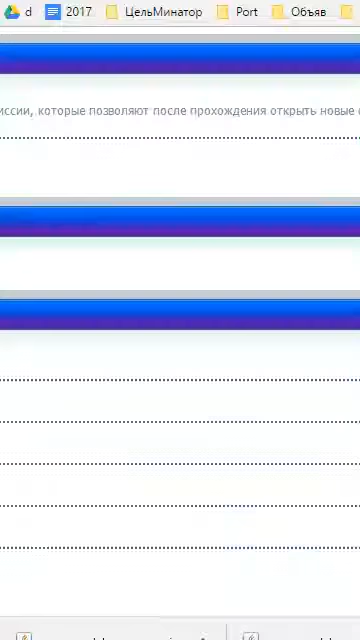 d 2017 ЦельМинатор Port Объяв
иссии, которые позволяют после прохождения открыть новые